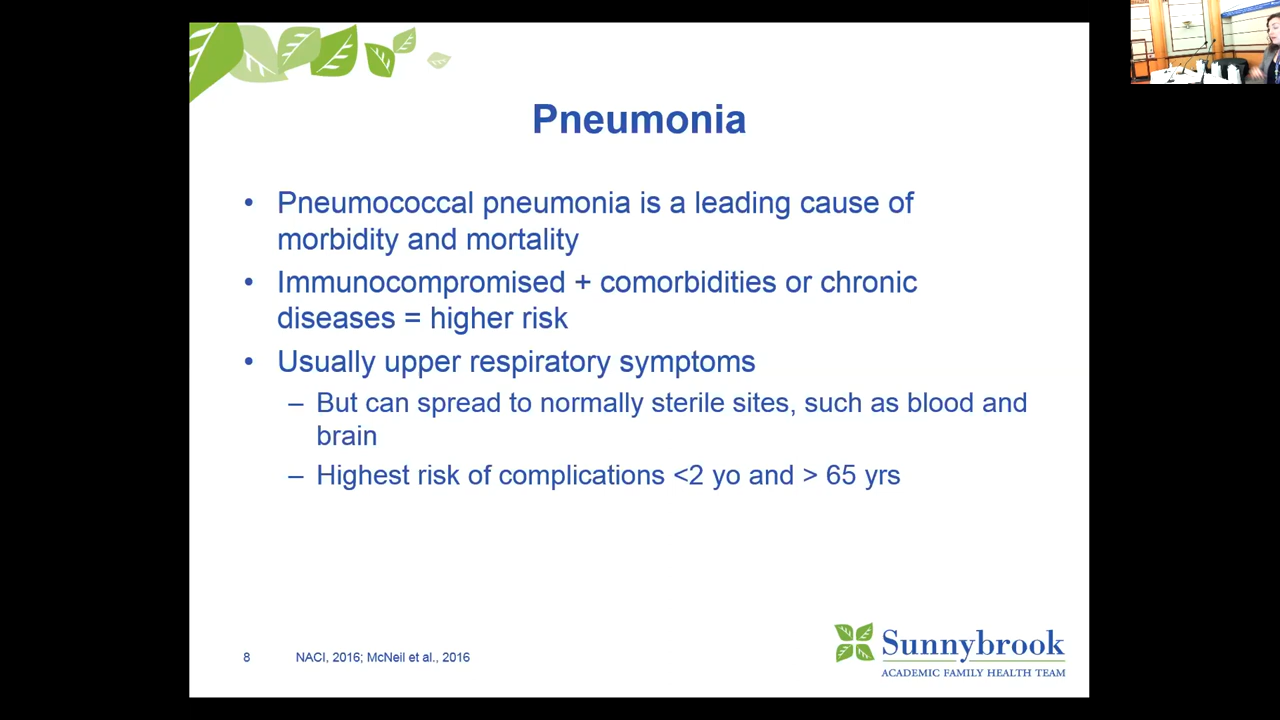 Pneumonia
• Pneumococcal pneumonia is a leading cause of
morbidity and mortality
• Immunocompromised + comorbidities or chronic
diseases = higher risk
• Usually upper respiratory symptoms
– But can spread to normally sterile sites, such as blood and
brain
– Highest risk of complications <2 yo and > 65 yrs
8
NACI, 2016; McNeil et al., 2016
Sunnybrook
ACADEMIC FAMILY HEALTH TEAM